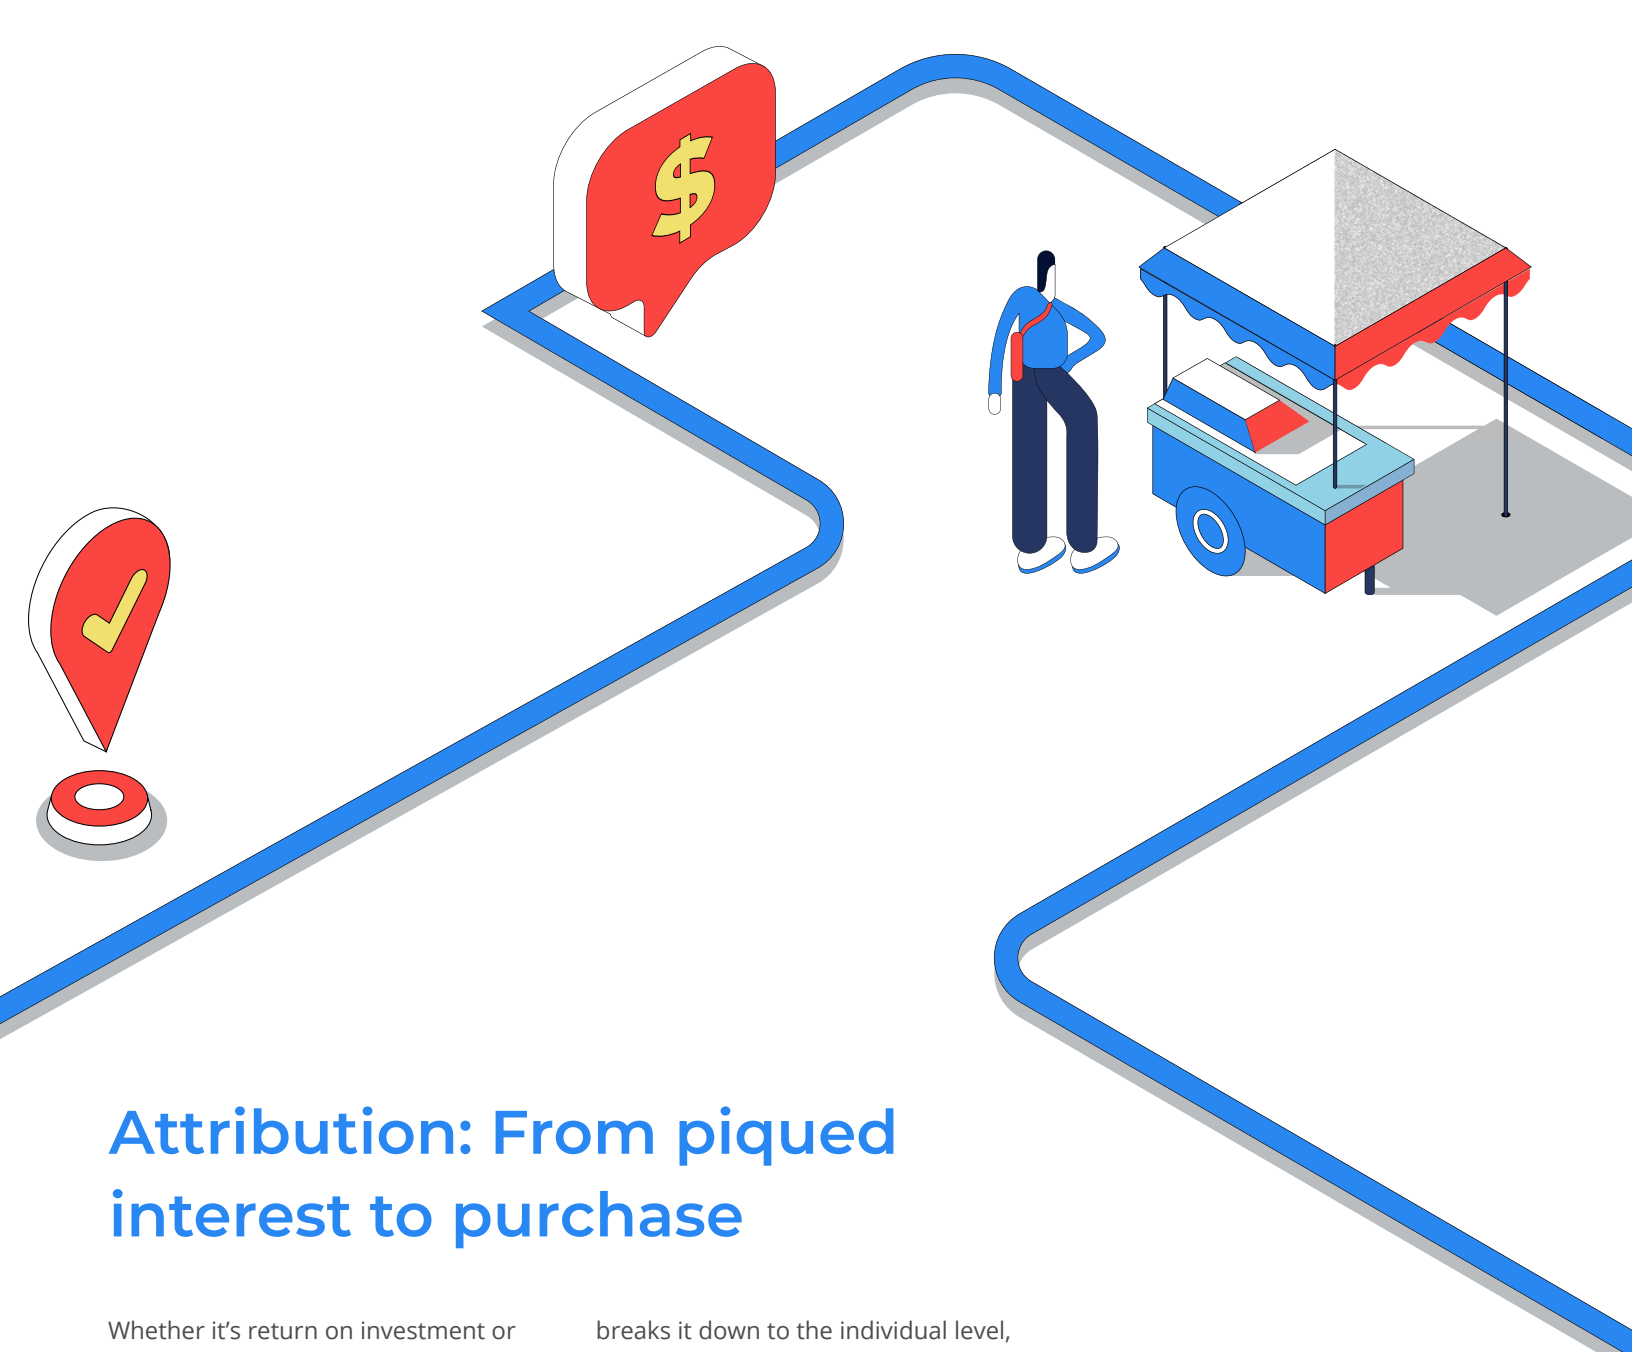 $
Attribution: From piqued
interest to purchase
Whether it’s return on investment or
breaks it down to the individual level,